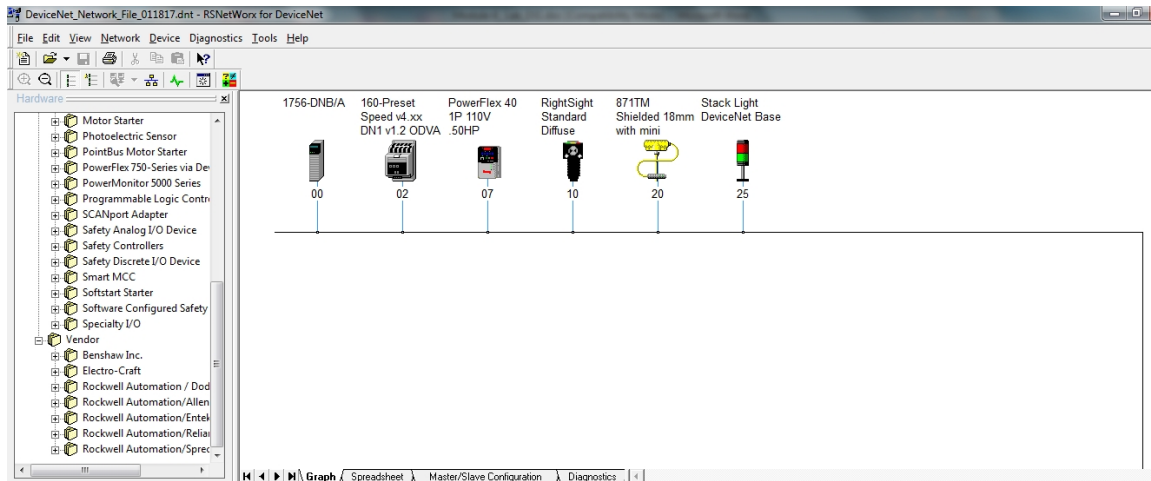 DeviceNet_Network_File_011817.dnt - RSNetWorx for DeviceNet
File Edit View Network Device Diagnostics Tools Help
Hardware
Motor Starter
Photoelectric Sensor
PointBus Motor Starter
PowerFlex 750-Series via De
PowerMonitor 5000 Series
Programmable Logic Contr
SCANport Adapter
Safety Analog I/O Device
Safety Controllers
Safety Discrete I/O Device
Smart MCC
Softstart Starter
Software Configured Safety
Specialty I/O
Vendor
Benshaw Inc.
Electro-Craft
Rockwell Automation / Dod
Rockwell Automation/Allen
Rockwell Automation/Entek
Rockwell Automation/Relia
Rockwell Automation/Sprec
1756-DNB/A
00
160-Preset
Speed v4.xx
DN1 v1.2 ODVA
02
PowerFlex 40
1P 110V
.50HP
07
RightSight
Standard
Diffuse
10
871TM
Shielded 18mm
with mini
20
Stack Light
DeviceNet Base
25
Graph Spreadsheet Master/Slave Configuration Diagnostics